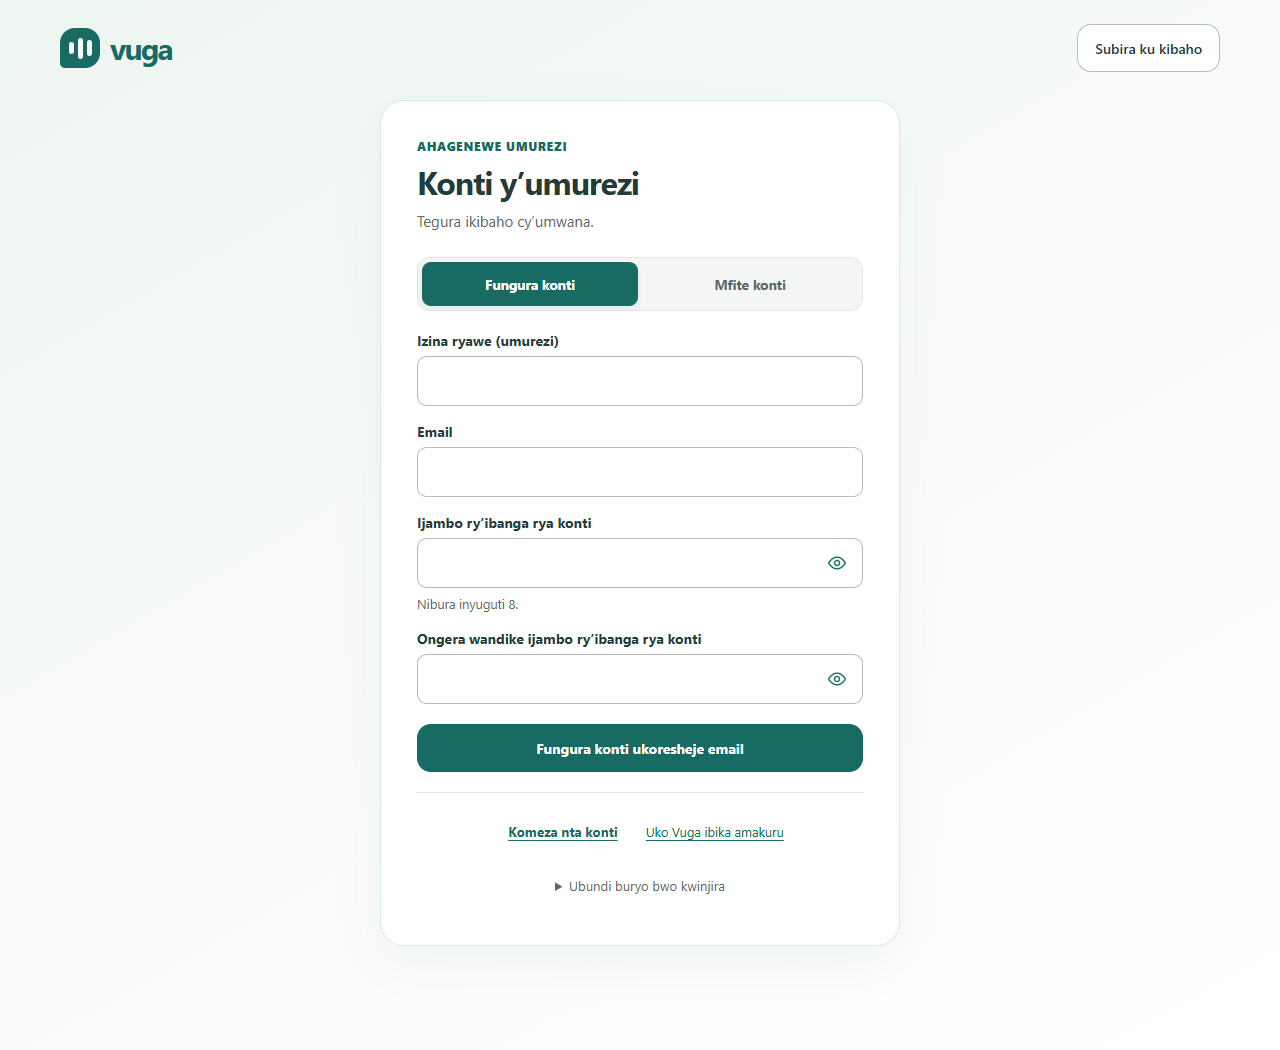 vuga
Subira ku kibaho
AHAGENEWE UMUREZI
Konti y’umurezi
Tegura ikibaho cy’umwana.
Fungura konti
Mfite konti
Izina ryawe (umurezi)
Email
Ijambo ry’ibanga rya konti
Nibura inyuguti 8.
Ongera wandike ijambo ry’ibanga rya konti
Fungura konti ukoresheje email
Komeza nta konti
Uko Vuga ibika amakuru
Ubundi buryo bwo kwinjira